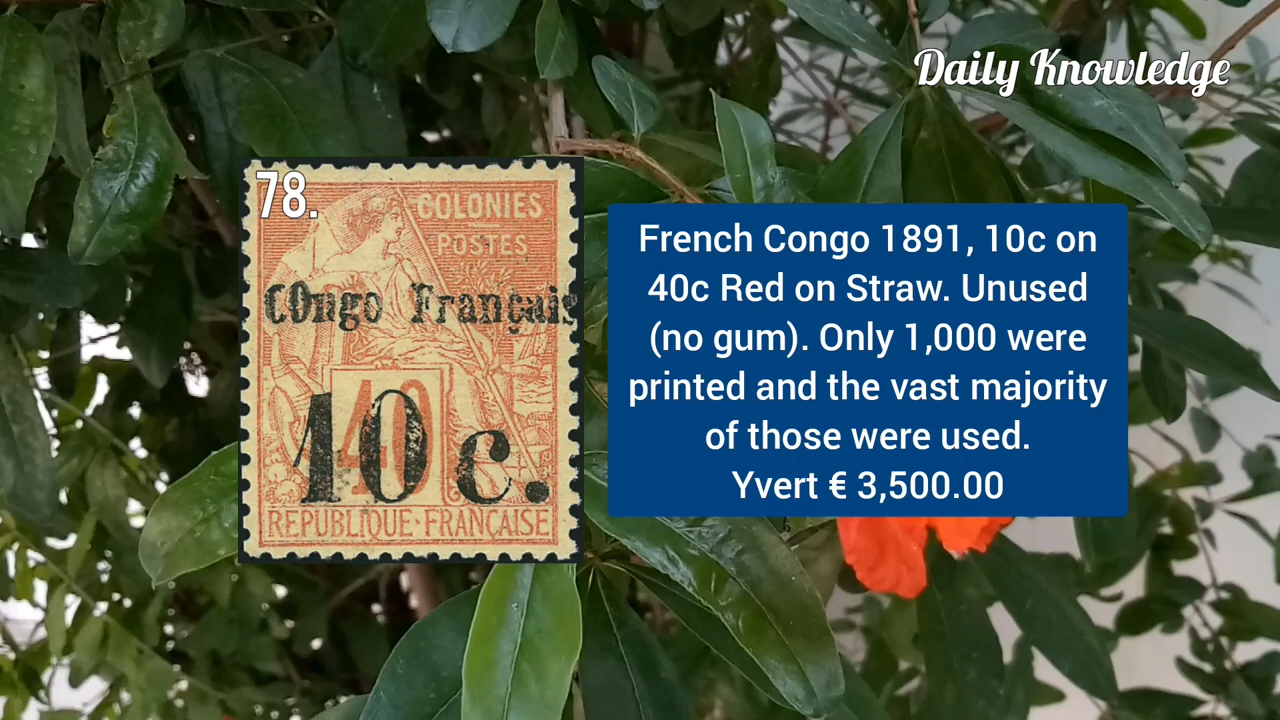 Daily Knowledge
78.
COLONIES
POSTES
COngo Français
40
10 c.
REPUBLIQUE·FRANÇAISE
French Congo 1891, 10c on
40c Red on Straw. Unused
(no gum). Only 1,000 were
printed and the vast majority
of those were used.
Yvert € 3,500.00